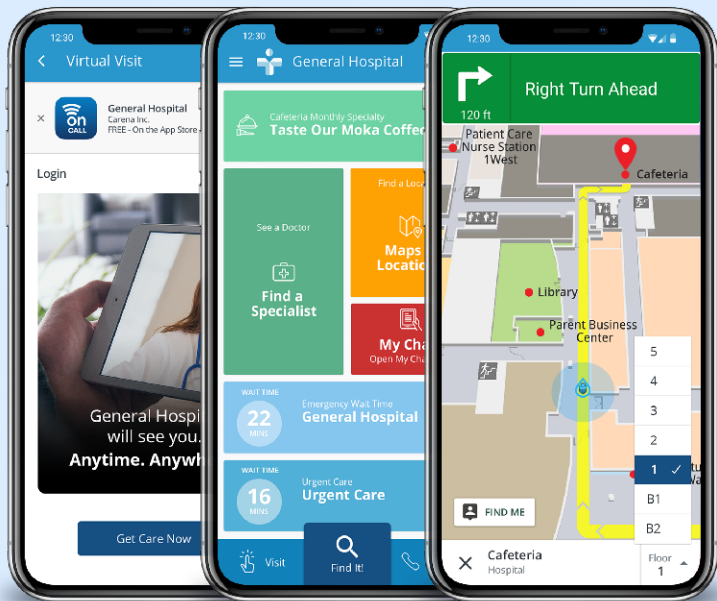 12:30
Virtual Visit
on
CALL
General Hospital
Carena Inc.
FREE - On the App Store
Login
General Hospi
will see you.
Anytime. Anywh
Get Care Now
12:30
General Hospital
Cafeteria Monthly Specialty
Taste Our Moka Coffee
See a Doctor
Find a
Specialist
Find a Loca
Maps
Locatio
My Cha
Open My Cha
WAIT TIME
22
MINS
Emergency Wait Time
General Hospital
WAIT TIME
16
MINS
Urgent Care
Urgent Care
Visit
Find It!
12:30
120 ft
Right Turn Ahead
Patient Care
Nurse Station
1West
Cafeteria
Library
Parent Business
Center
5
4
3
2
1
B1
B2
FIND ME
Cafeteria
Hospital
Floor
1